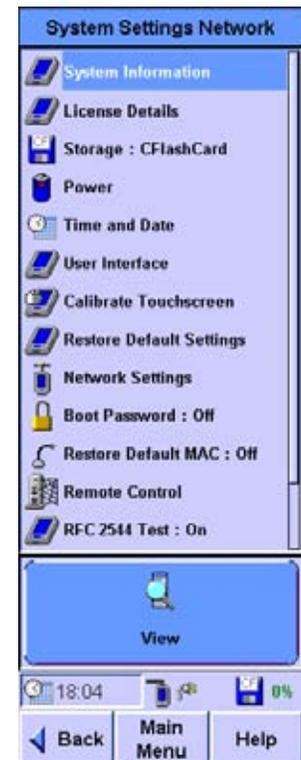 System Settings Network
System Information
License Details
Storage : CFlashCard
Power
Time and Date
User Interface
Calibrate Touchscreen
Restore Default Settings
Network Settings
Boot Password : Off
Restore Default MAC : Off
Remote Control
RFC 2544 Test : On
View
18:04
0%
Back
Main
Menu
Help